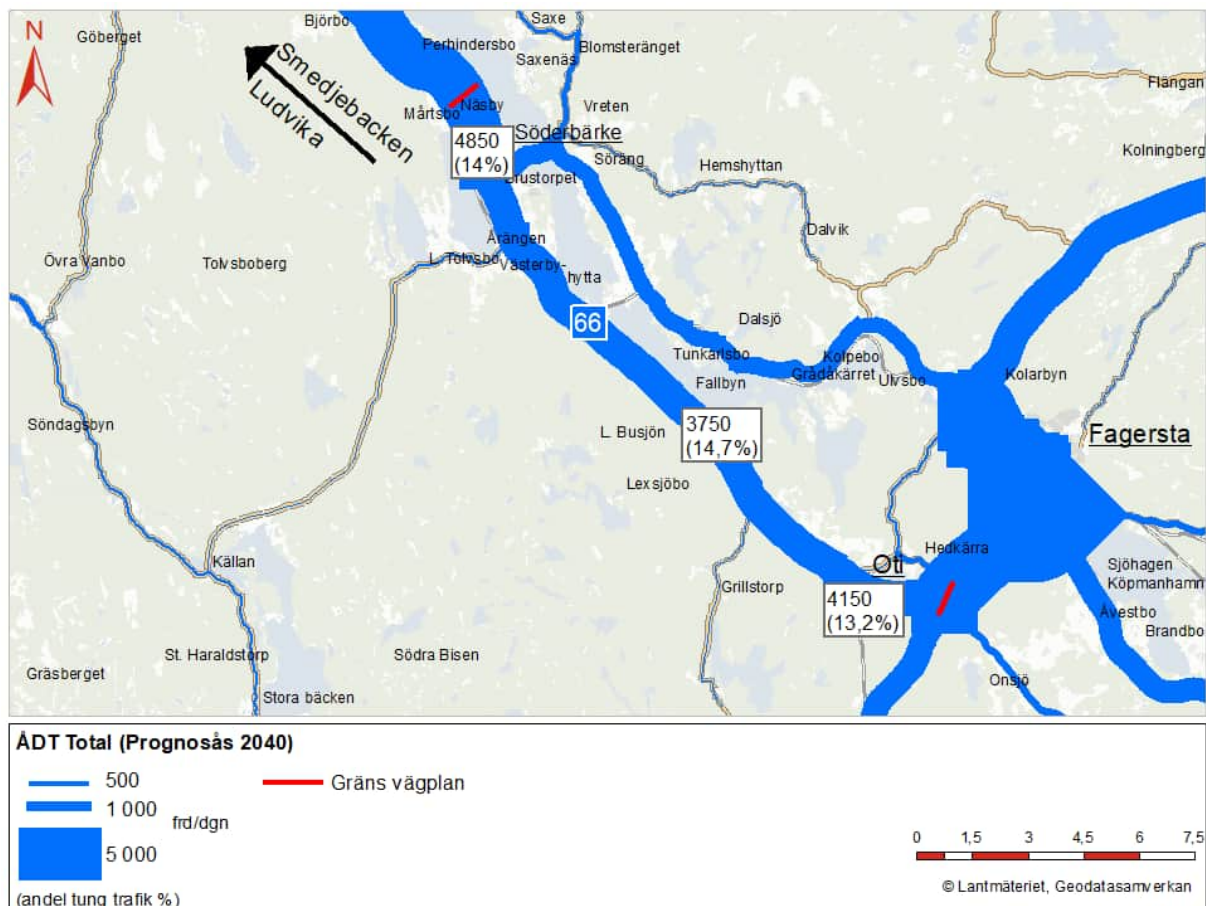 N
Göberget
Björbo
Saxe
Blomsteränget
Perhindersbo
Saxenäs
Smedjebacken
Ludvika
Flängan
Mårtsbo
Näsby
Vreten
4850
(14%)
Söderbärke
Söräng
Hemshyttan
Kolningberg
Brustorpet
Dalvik
Övra Vanbo
Tolvsboberg
Årängen
L. Tolvsbo
Västerby-
hytta
66
Dalsjö
Tunkarlsbo
Kolpebo
Grådåkärret
Ulvsbo
Kolarbyn
Fallbyn
Söndagsbyn
L. Busjön
3750
(14,7%)
Fagersta
Lexsjöbo
Hedkärra
Oti
Källan
Grillstorp
4150
(13,2%)
Sjöhagen
Köpmanhamn
Åvestbo
Brandbo
Gräsberget
St. Haraldstorp
Södra Bisen
Stora bäcken
Onsjö
ÅDT Total (Prognosås 2040)
500
1 000
frd/dgn
5 000
(andel tung trafik %)
Gräns vägplan
0 1,5 3 4,5 6 7,5
© Lantmäteriet, Geodatasamverkan